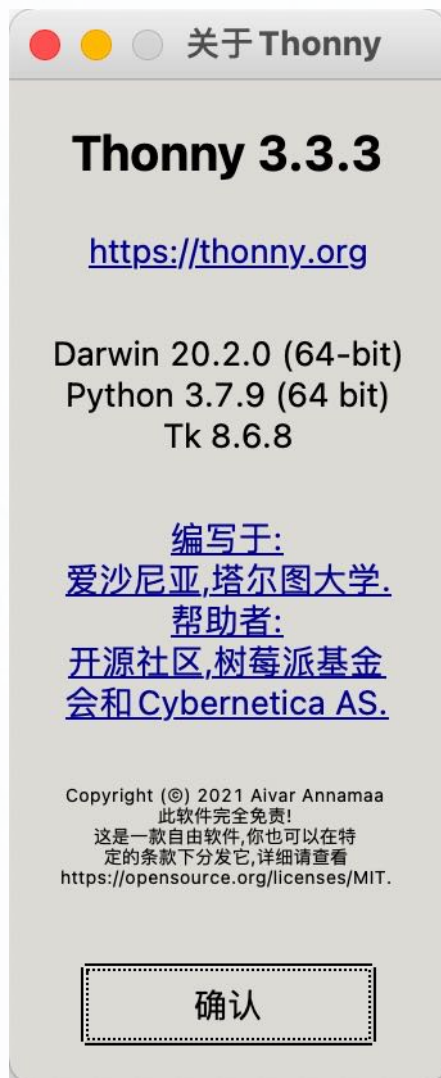 关于 Thonny
Thonny 3.3.3
https://thonny.org
Darwin 20.2.0 (64-bit)
Python 3.7.9 (64 bit)
Tk 8.6.8
编写于:
爱沙尼亚,塔尔图大学.
帮助者:
开源社区,树莓派基金
会和 Cybernetica AS.
Copyright (©) 2021 Aivar Annamaa
此软件完全免责!
这是一款自由软件,你也可以在特
定的条款下分发它,详细请查看
https://opensource.org/licenses/MIT.
确认